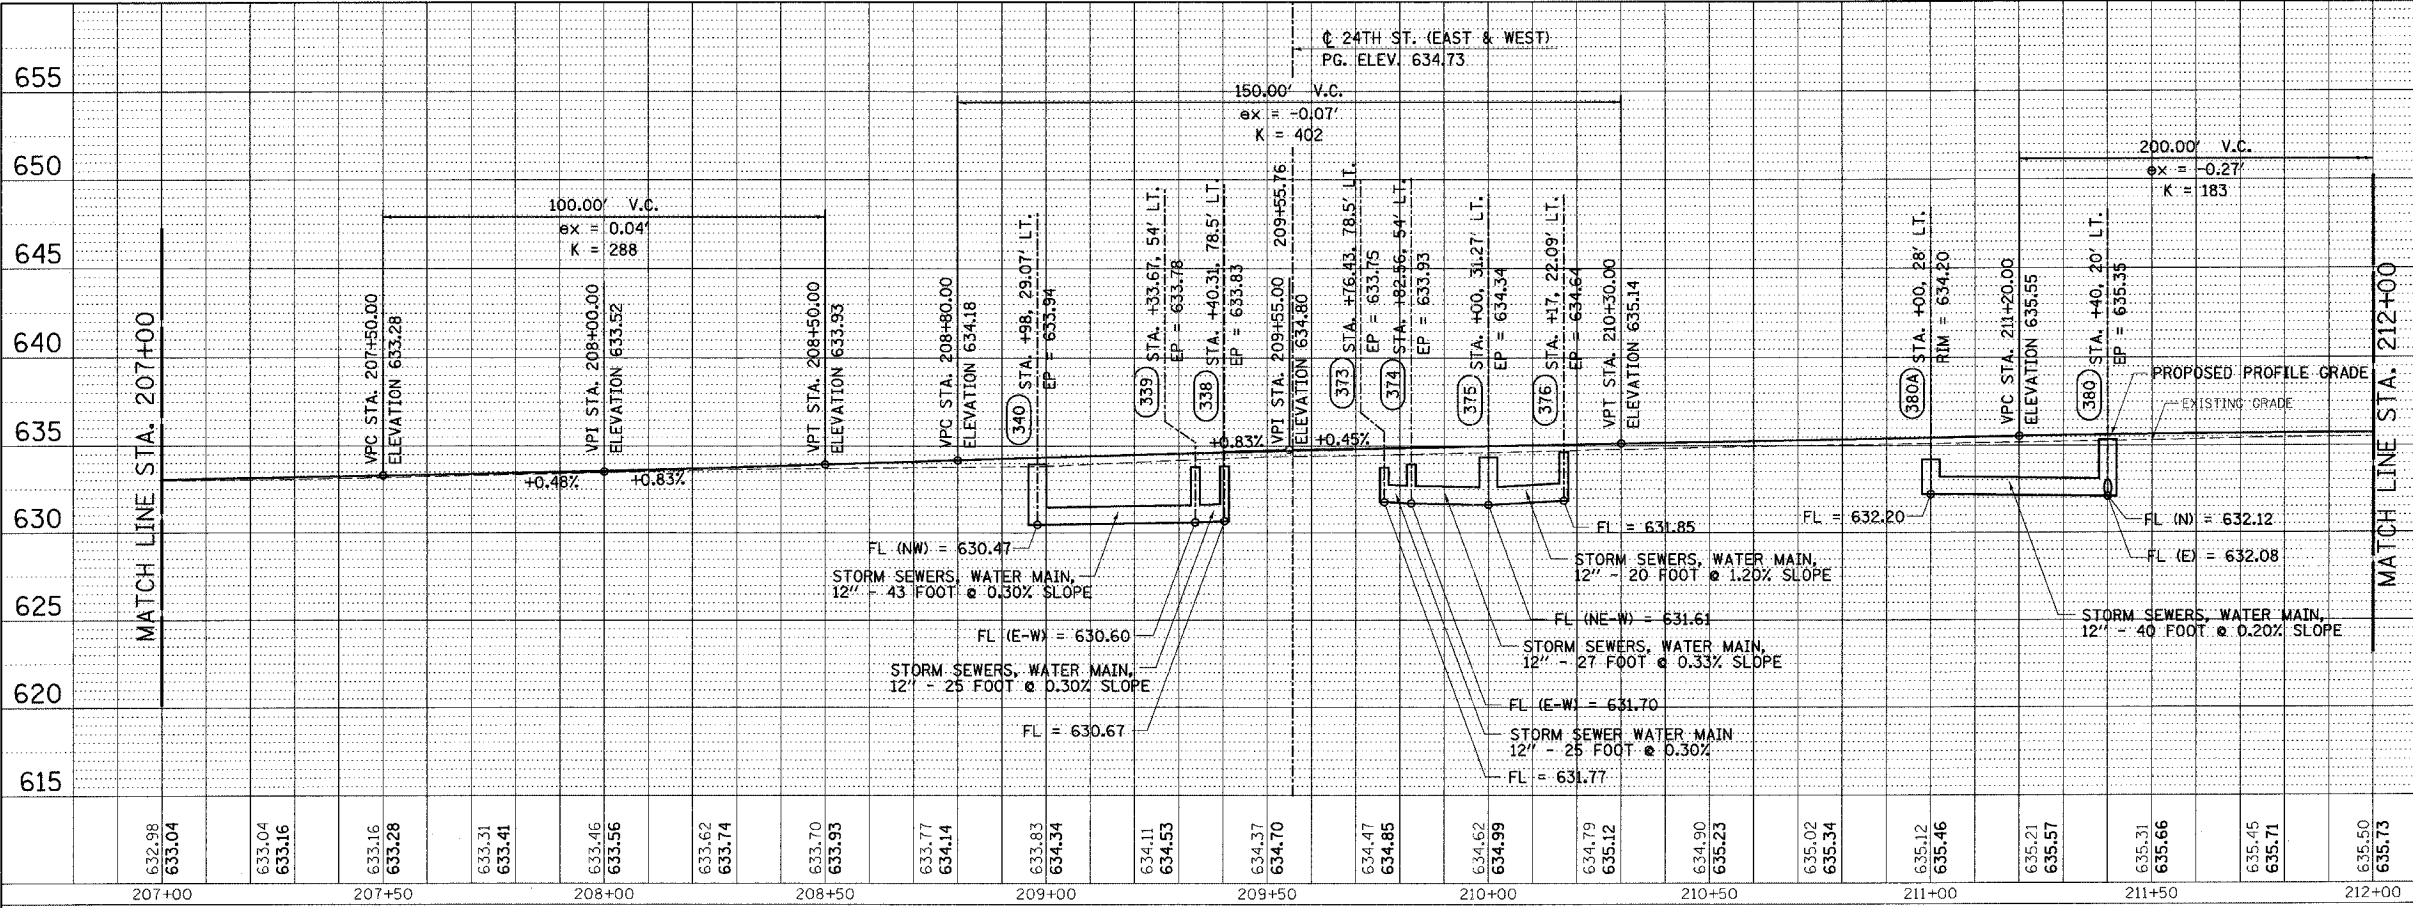 ℄ 24TH ST. (EAST & WEST)
PG. ELEV. 634.73
655
650
645
640
635
630
625
620
615
MATCH LINE STA. 207+00
100.00' V.C.
ex = 0.04'
K = 288
VPC STA. 207+50.00
ELEVATION 633.28
VPI STA. 208+00.00
ELEVATION 633.52
VPT STA. 208+50.00
ELEVATION 633.93
+0.48%
+0.83%
150.00' V.C.
ex = -0.07'
K = 402
VPC STA. 208+80.00
ELEVATION 634.18
340
STA. +98, 29.07' LT.
EP = 633.94
339
STA. +33.67, 54' LT.
EP = 633.78
338
STA. +40.31, 78.5' LT.
EP = 633.83
+0.83%
VPI STA. 209+55.00
ELEVATION 634.80
209+55.76
+0.45%
373
STA. +76.43, 78.5' LT.
EP = 633.75
374
STA. +82.56, 54' LT.
EP = 633.93
375
STA. +00, 31.27' LT.
EP = 634.34
376
STA. +17, 22.09' LT.
EP = 634.64
VPT STA. 210+30.00
ELEVATION 635.14
380A
STA. +00, 28' LT.
RIM = 634.20
200.00' V.C.
ex = -0.27'
K = 183
VPC STA. 211+20.00
ELEVATION 635.55
380
STA. +40, 20' LT.
EP = 635.35
PROPOSED PROFILE GRADE
EXISTING GRADE
MATCH LINE STA. 212+00
FL (NW) = 630.47
STORM SEWERS, WATER MAIN,
12" - 43 FOOT @ 0.30% SLOPE
FL (E-W) = 630.60
STORM SEWERS, WATER MAIN,
12" - 25 FOOT @ 0.30% SLOPE
FL = 630.67
FL = 631.85
STORM SEWERS, WATER MAIN,
12" - 20 FOOT @ 1.20% SLOPE
FL (NE-W) = 631.61
STORM SEWERS, WATER MAIN,
12" - 27 FOOT @ 0.33% SLOPE
FL (E-W) = 631.70
STORM SEWER WATER MAIN
12" - 25 FOOT @ 0.30%
FL = 631.77
FL = 632.20
FL (N) = 632.12
FL (E) = 632.08
STORM SEWERS, WATER MAIN,
12" - 40 FOOT @ 0.20% SLOPE
632.98
633.04
633.04
633.16
633.16
633.28
633.31
633.41
633.46
633.56
633.62
633.74
633.70
633.93
633.77
634.14
633.83
634.34
634.11
634.53
634.37
634.70
634.47
634.85
634.62
634.99
634.79
635.12
634.90
635.23
635.02
635.34
635.12
635.46
635.21
635.57
635.31
635.66
635.45
635.71
635.50
635.73
207+00
207+50
208+00
208+50
209+00
209+50
210+00
210+50
211+00
211+50
212+00